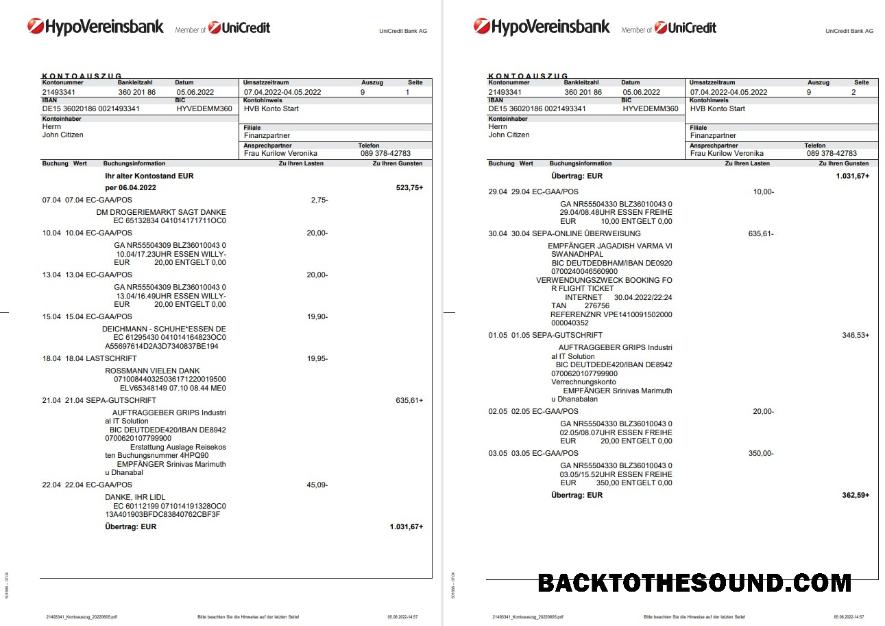 HypoVereinsbank Member of UniCredit
UniCredit Bank AG
KONTOAUSZUG
Kontonummer Bankleitzahl Datum Umsatzzeitraum Auszug Seite
21493341 360 201 86 05.06.2022 07.04.2022-04.05.2022 9 1
IBAN BIC Kontohinweis
DE15 36020186 0021493341 HYVEDEMM360 HVB Konto Start
Kontoinhaber
Herrn Filiale
John Citizen Finanzpartner
Ansprechpartner Telefon
Frau Kurilow Veronika 089 378-42783
Buchung Wert Buchungsinformation Zu Ihren Lasten Zu Ihren Gunsten
Ihr alter Kontostand EUR
per 06.04.2022 523,75+
07.04 07.04 EC-GAA/POS 2,75-
DM DROGERIEMARKT SAGT DANKE
EC 65132834 041014171711OC0
10.04 10.04 EC-GAA/POS 20,00-
GA NR55504309 BLZ36010043 0
10.04/17.23UHR ESSEN WILLY-
EUR 20,00 ENTGELT 0,00
13.04 13.04 EC-GAA/POS 20,00-
GA NR55504309 BLZ36010043 0
13.04/16.49UHR ESSEN WILLY-
EUR 20,00 ENTGELT 0,00
15.04 15.04 EC-GAA/POS 19,90-
DEICHMANN - SCHUHE*ESSEN DE
EC 61295430 041014164823OC0
A55697614D2A3D7340837BE194
18.04 18.04 LASTSCHRIFT 19,95-
ROSSMANN VIELEN DANK
071008440325036171220019500
ELV65348149 07.10 08.44 ME0
21.04 21.04 SEPA-GUTSCHRIFT 635,61+
AUFTRAGGEBER GRIPS Industri
al IT Solution
BIC DEUTDEDE420/IBAN DE8942
0700620107799900
Erstattung Auslage Reisekos
ten Buchungsnummer 4HPQ90
EMPFÄNGER Srinivas Marimuth
u Dhanabal
22.04 22.04 EC-GAA/POS 45,09-
DANKE, IHR LIDL
EC 60112199 071014191328OC0
13A401903BFDC83840762CBF3F
Übertrag: EUR 1.031,67+
21493341_Kontoauszug_20220605.pdf Bitte beachten Sie die Hinweise auf der letzten Seite! 05.06.2022-14:57
HypoVereinsbank Member of UniCredit
UniCredit Bank AG
KONTOAUSZUG
Kontonummer Bankleitzahl Datum Umsatzzeitraum Auszug Seite
21493341 360 201 86 05.06.2022 07.04.2022-04.05.2022 9 2
IBAN BIC Kontohinweis
DE15 36020186 0021493341 HYVEDEMM360 HVB Konto Start
Kontoinhaber
Herrn Filiale
John Citizen Finanzpartner
Ansprechpartner Telefon
Frau Kurilow Veronika 089 378-42783
Buchung Wert Buchungsinformation Zu Ihren Lasten Zu Ihren Gunsten
Übertrag: EUR 1.031,67+
29.04 29.04 EC-GAA/POS 10,00-
GA NR55504330 BLZ36010043 0
29.04/08.48UHR ESSEN FREIHE
EUR 10,00 ENTGELT 0,00
30.04 30.04 SEPA-ONLINE ÜBERWEISUNG 635,61-
EMPFÄNGER JAGADISH VARMA VI
SWANADHPAL
BIC DEUTDEDBHAM/IBAN DE0920
0700240046560900
VERWENDUNGSZWECK BOOKING FO
R FLIGHT TICKET
INTERNET 30.04.2022/22:24
TAN 276756
REFERENZNR VPE1410091502000
000040352
01.05 01.05 SEPA-GUTSCHRIFT 346,53+
AUFTRAGGEBER GRIPS Industri
al IT Solution
BIC DEUTDEDE420/IBAN DE8942
0700620107799900
Verrechnungskonto
EMPFÄNGER Srinivas Marimuth
u Dhanabalan
02.05 02.05 EC-GAA/POS 20,00-
GA NR55504330 BLZ36010043 0
02.05/08.07UHR ESSEN FREIHE
EUR 20,00 ENTGELT 0,00
03.05 03.05 EC-GAA/POS 350,00-
GA NR55504330 BLZ36010043 0
03.05/15.52UHR ESSEN FREIHE
EUR 350,00 ENTGELT 0,00
Übertrag: EUR 362,59+
BACKTOTHESOUND.COM
21493341_Kontoauszug_20220605.pdf Bitte beachten Sie die Hinweise auf der letzten Seite! 05.06.2022-14:57